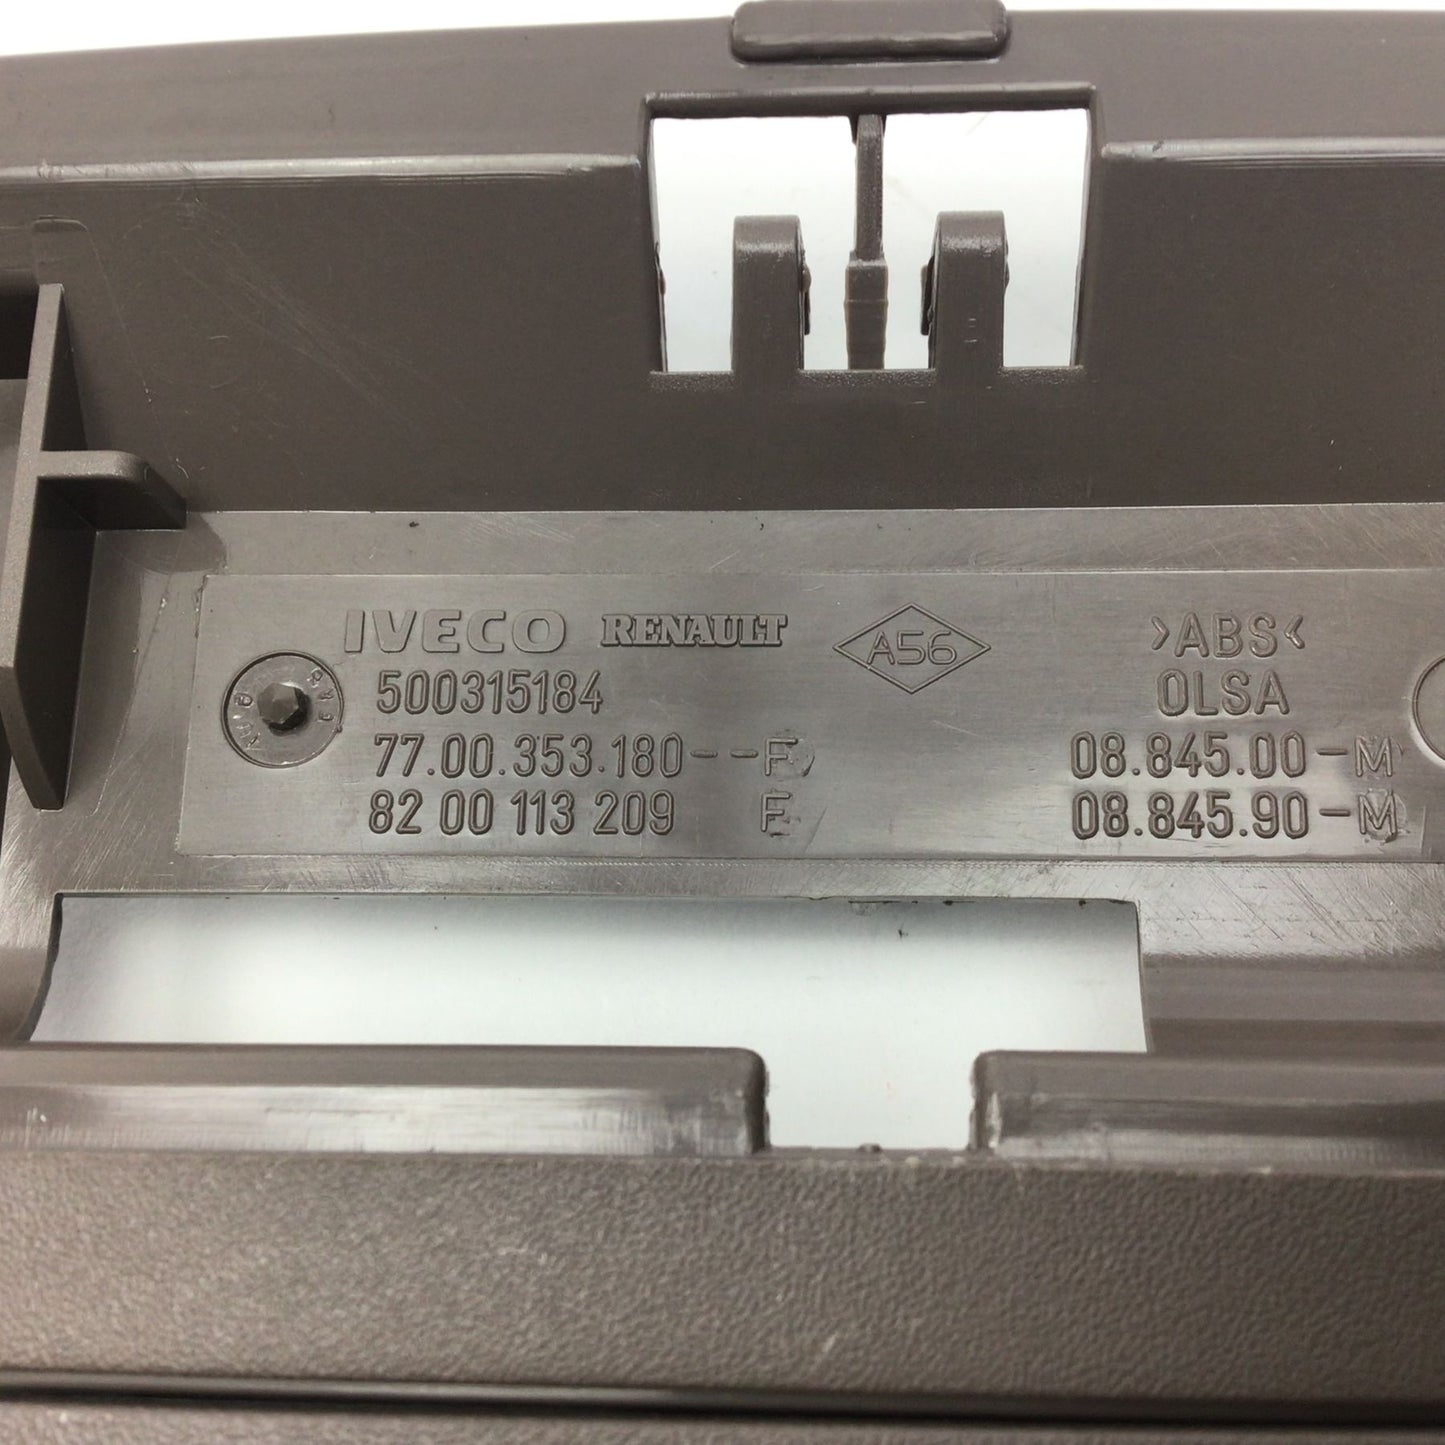 IVECO RENAULT A56 >ABS<
500315184 OLSA
77.00.353.180--F 08.845.00-M
82 00 113 209 F 08.845.90-M